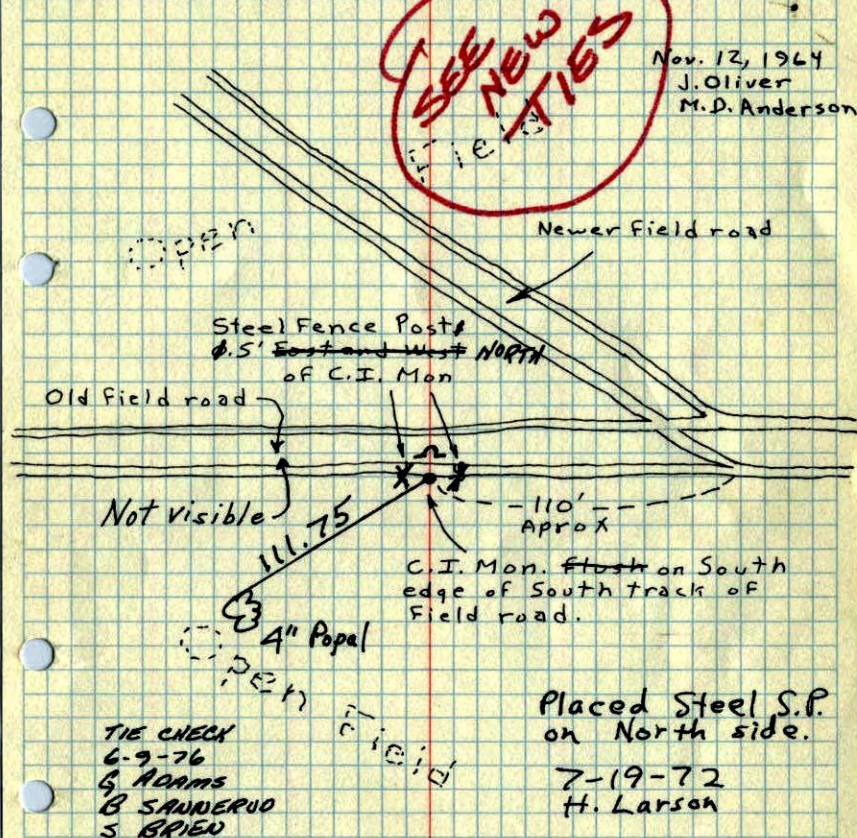 SEE
NEW
TIES
Nov. 12, 1964
J. Oliver
M.D. Anderson
Open Field
Newer Field road
Steel Fence Post
0.5' East and West NORTH
of C.I. Mon
Old Field road
Not visible
110'
Aprox
111.75
C.I. Mon. Flush on South
edge of South track of
Field road.
4" Popal
Open Field
Placed Steel S.P.
on North side.
7-19-72
H. Larson
TIE CHECK
6-9-76
G ADAMS
B SANNERUD
S BRIEN